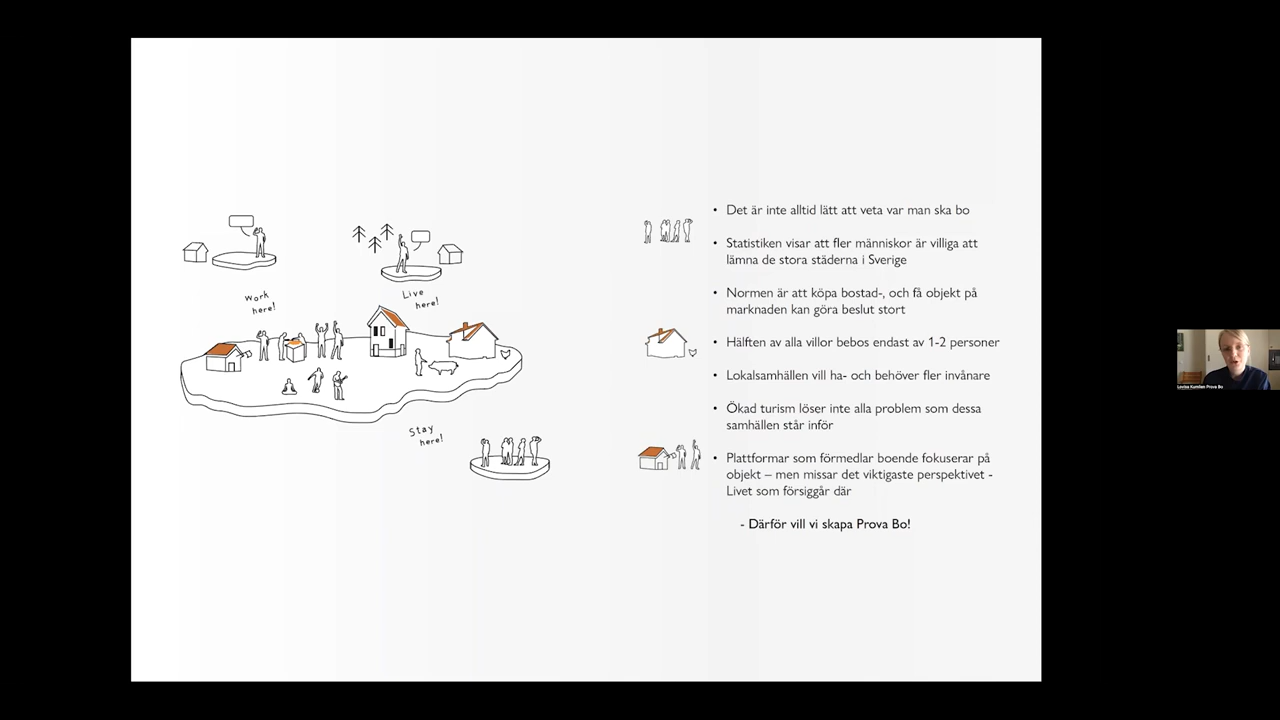 Work
here!
Live
here!
Stay
here!
• Det är inte alltid lätt att veta var man ska bo
• Statistiken visar att fler människor är villiga att
lämna de stora städerna i Sverige
• Normen är att köpa bostad-, och få objekt på
marknaden kan göra beslut stort
• Hälften av alla villor bebos endast av 1-2 personer
• Lokalsamhällen vill ha- och behöver fler invånare
• Ökad turism löser inte alla problem som dessa
samhällen står inför
• Plattformar som förmedlar boende fokuserar på
objekt – men missar det viktigaste perspektivet -
Livet som försiggår där
- Därför vill vi skapa Prova Bo!
Lovisa Kumlien Prova Bo